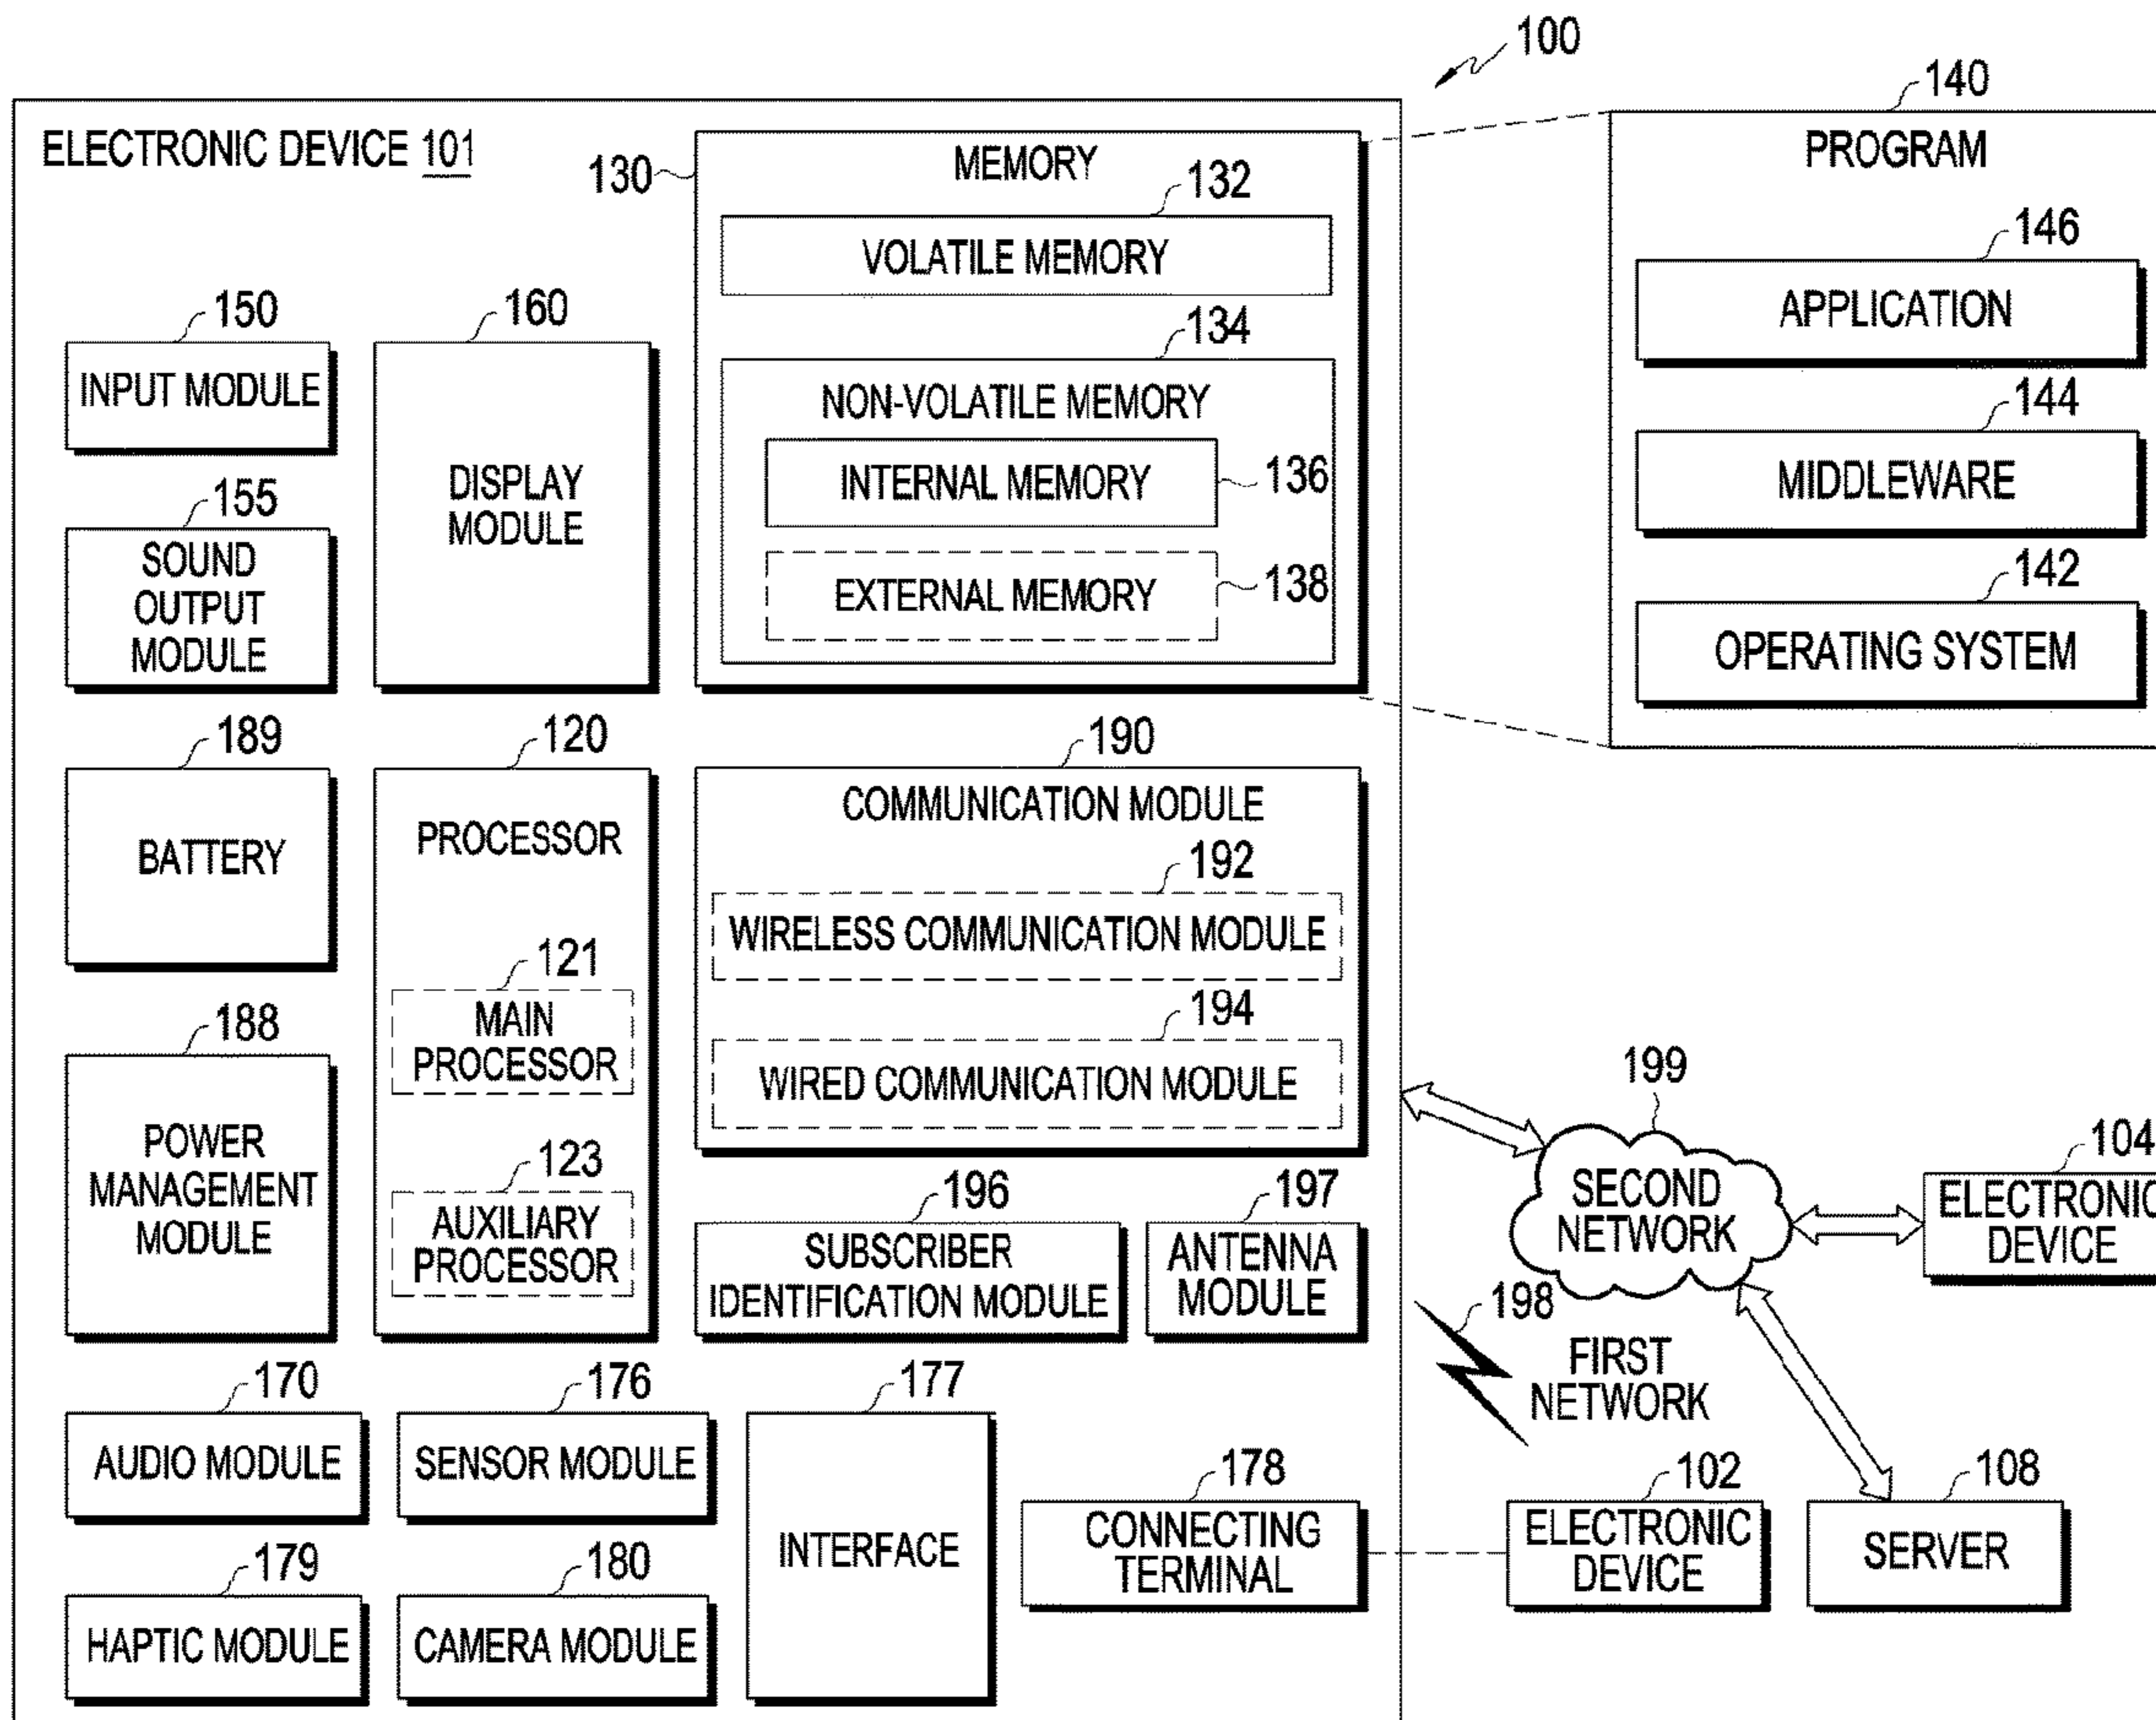 100
ELECTRONIC DEVICE 101
130
MEMORY
132
VOLATILE MEMORY
134
NON-VOLATILE MEMORY
INTERNAL MEMORY
136
EXTERNAL MEMORY
138
140
PROGRAM
146
APPLICATION
144
MIDDLEWARE
142
OPERATING SYSTEM
150
INPUT MODULE
160
DISPLAY
MODULE
155
SOUND
OUTPUT
MODULE
189
BATTERY
120
PROCESSOR
121
MAIN
PROCESSOR
123
AUXILIARY
PROCESSOR
190
COMMUNICATION MODULE
192
WIRELESS COMMUNICATION MODULE
194
WIRED COMMUNICATION MODULE
188
POWER
MANAGEMENT
MODULE
196
SUBSCRIBER
IDENTIFICATION MODULE
197
ANTENNA
MODULE
199
SECOND
NETWORK
104
ELECTRONIC
DEVICE
198
FIRST
NETWORK
170
AUDIO MODULE
176
SENSOR MODULE
177
INTERFACE
178
CONNECTING
TERMINAL
102
ELECTRONIC
DEVICE
108
SERVER
179
HAPTIC MODULE
180
CAMERA MODULE